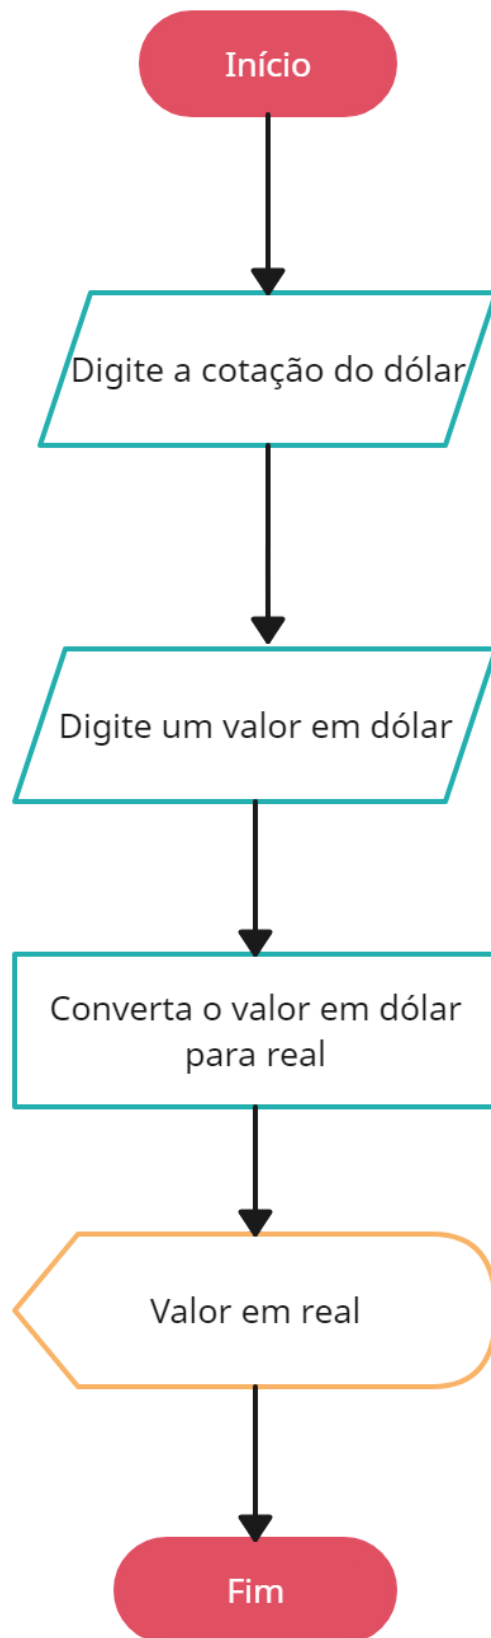 Início
Digite a cotação do dólar
Digite um valor em dólar
Converta o valor em dólar
para real
Valor em real
Fim